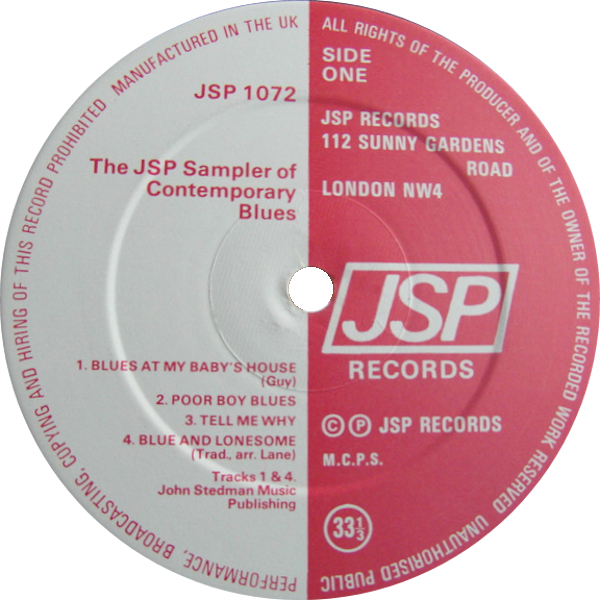 MANUFACTURED IN THE UK
ALL RIGHTS OF THE PRODUCER AND OF THE OWNER OF THE RECORDED WORK RESERVED
UNAUTHORISED PUBLIC
PERFORMANCE, BROADCASTING, COPYING AND HIRING OF THIS RECORD PROHIBITED
JSP 1072
The JSP Sampler of
Contemporary
Blues
1. BLUES AT MY BABY'S HOUSE
(Guy)
2. POOR BOY BLUES
3. TELL ME WHY
4. BLUE AND LONESOME
(Trad., arr. Lane)
Tracks 1 & 4.
John Stedman Music
Publishing
SIDE
ONE
JSP RECORDS
112 SUNNY GARDENS
ROAD
LONDON NW4
JSP
RECORDS
© ℗ JSP RECORDS
M.C.P.S.
33⅓